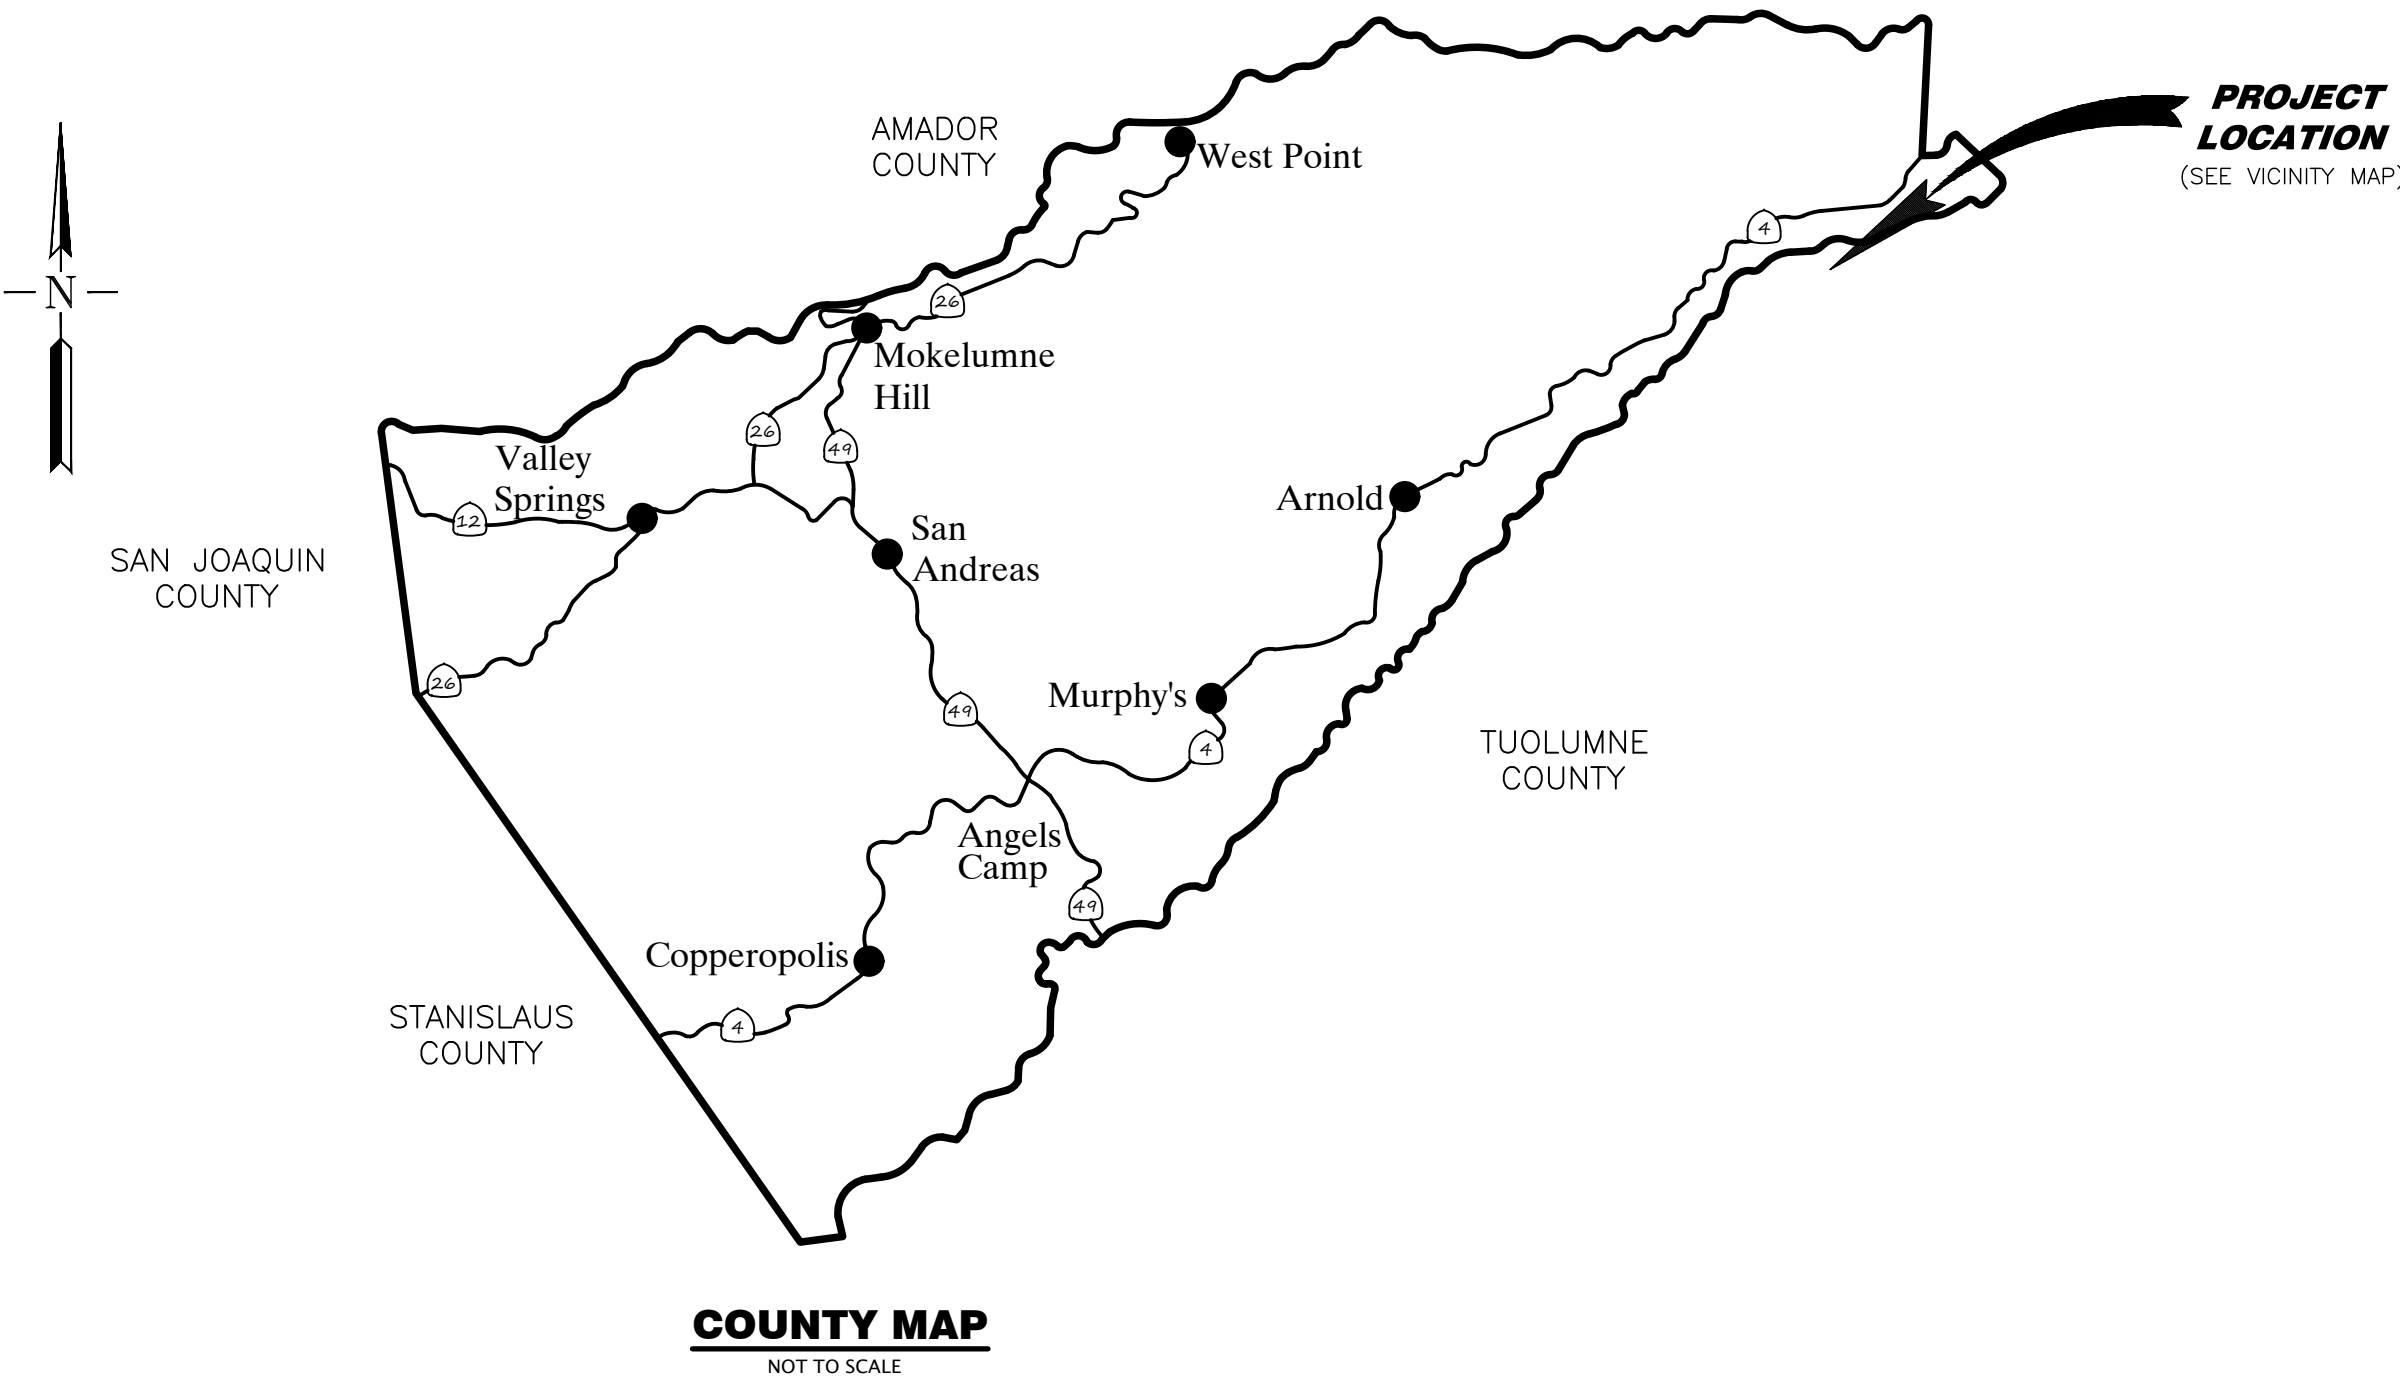 PROJECT
LOCATION
(SEE VICINITY MAP)
AMADOR
COUNTY
West Point
4
N
26
Mokelumne
Hill
26
49
Valley
Springs
12
Arnold
San
Andreas
SAN JOAQUIN
COUNTY
26
49
Murphy's
4
TUOLUMNE
COUNTY
Angels
Camp
49
Copperopolis
4
STANISLAUS
COUNTY
COUNTY MAP
NOT TO SCALE